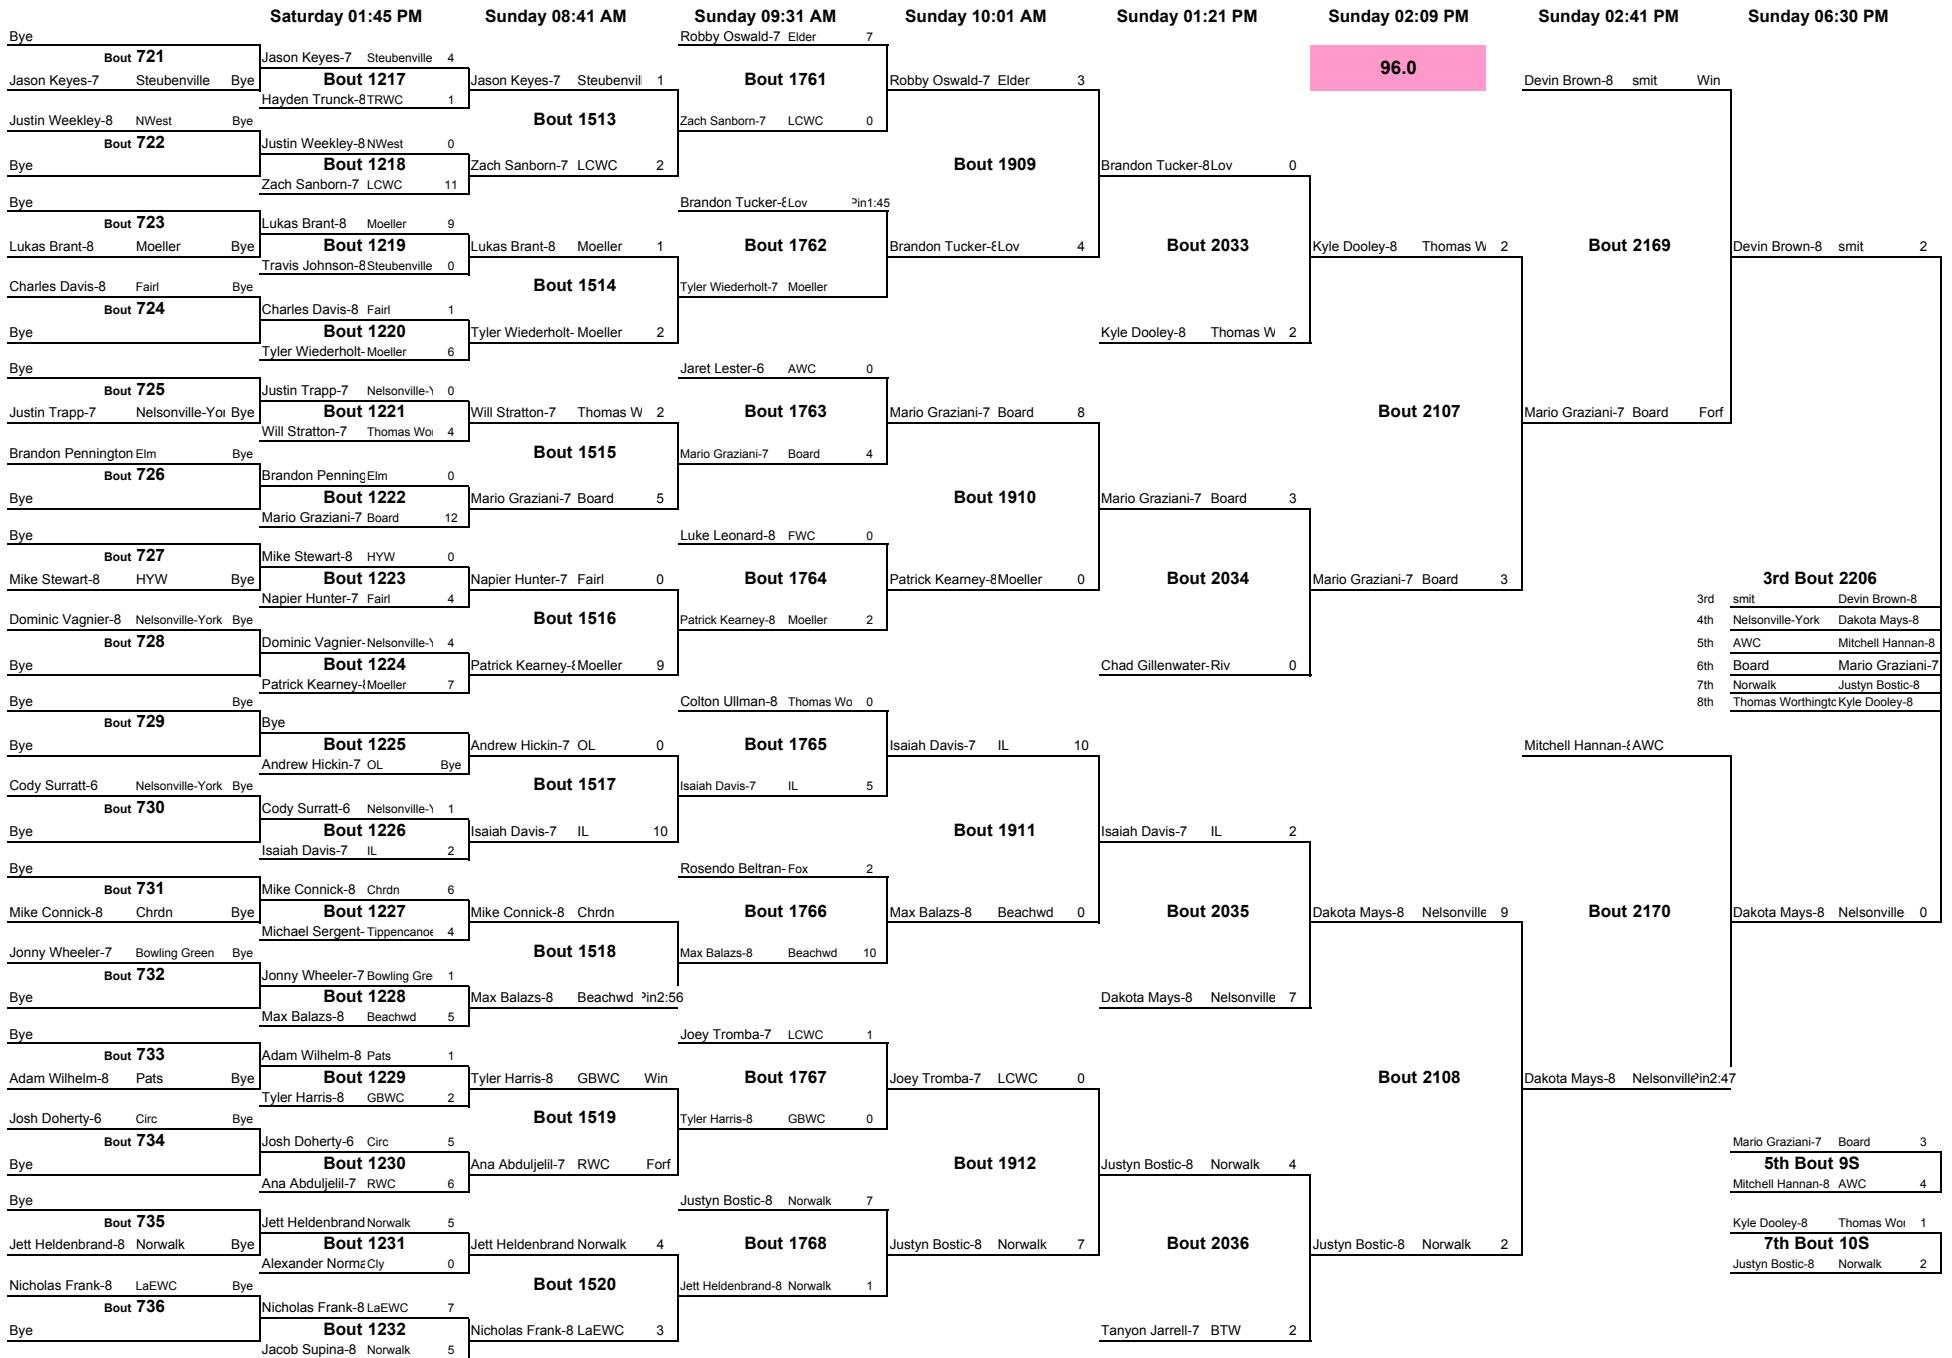 Saturday 01:45 PM Sunday 08:41 AM Sunday 09:31 AM Sunday 10:01 AM Sunday 01:21 PM Sunday 02:09 PM Sunday 02:41 PM Sunday 06:30 PM
Bye
Bout 721
Jason Keyes-7 Steubenville Bye
Justin Weekley-8 NWest Bye
Bout 722
Bye
Bye
Bout 723
Lukas Brant-8 Moeller Bye
Charles Davis-8 Fairl Bye
Bout 724
Bye
Bye
Bout 725
Justin Trapp-7 Nelsonville-Yor Bye
Brandon Pennington Elm Bye
Bout 726
Bye
Bye
Bout 727
Mike Stewart-8 HYW Bye
Dominic Vagnier-8 Nelsonville-York Bye
Bout 728
Bye
Bye Bye
Bout 729
Bye
Cody Surratt-6 Nelsonville-York Bye
Bout 730
Bye
Bye
Bout 731
Mike Connick-8 Chrdn Bye
Jonny Wheeler-7 Bowling Green Bye
Bout 732
Bye
Bye
Bout 733
Adam Wilhelm-8 Pats Bye
Josh Doherty-6 Circ Bye
Bout 734
Bye
Bye
Bout 735
Jett Heldenbrand-8 Norwalk Bye
Nicholas Frank-8 LaEWC Bye
Bout 736
Bye
Jason Keyes-7 Steubenville 4
Bout 1217
Hayden Trunck-8 TRWC 1
Justin Weekley-8 NWest 0
Bout 1218
Zach Sanborn-7 LCWC 11
Lukas Brant-8 Moeller 9
Bout 1219
Travis Johnson-8 Steubenville 0
Charles Davis-8 Fairl 1
Bout 1220
Tyler Wiederholt- Moeller 6
Justin Trapp-7 Nelsonville-Y 0
Bout 1221
Will Stratton-7 Thomas Wor 4
Brandon Penning Elm 0
Bout 1222
Mario Graziani-7 Board 12
Mike Stewart-8 HYW 0
Bout 1223
Napier Hunter-7 Fairl 4
Dominic Vagnier- Nelsonville-Y 4
Bout 1224
Patrick Kearney-8 Moeller 7
Bye
Bout 1225
Andrew Hickin-7 OL Bye
Cody Surratt-6 Nelsonville-Y 1
Bout 1226
Isaiah Davis-7 IL 2
Mike Connick-8 Chrdn 6
Bout 1227
Michael Sergent- Tippencanoe 4
Jonny Wheeler-7 Bowling Gre 1
Bout 1228
Max Balazs-8 Beachwd 5
Adam Wilhelm-8 Pats 1
Bout 1229
Tyler Harris-8 GBWC 2
Josh Doherty-6 Circ 5
Bout 1230
Ana Abduljelil-7 RWC 6
Jett Heldenbrand Norwalk 5
Bout 1231
Alexander Norma Cly 0
Nicholas Frank-8 LaEWC 7
Bout 1232
Jacob Supina-8 Norwalk 5
Jason Keyes-7 Steubenvil 1
Bout 1513
Zach Sanborn-7 LCWC 2
Lukas Brant-8 Moeller 1
Bout 1514
Tyler Wiederholt- Moeller 2
Will Stratton-7 Thomas W 2
Bout 1515
Mario Graziani-7 Board 5
Napier Hunter-7 Fairl 0
Bout 1516
Patrick Kearney-8 Moeller 9
Andrew Hickin-7 OL 0
Bout 1517
Isaiah Davis-7 IL 10
Mike Connick-8 Chrdn
Bout 1518
Max Balazs-8 Beachwd Pin2:56
Tyler Harris-8 GBWC Win
Bout 1519
Ana Abduljelil-7 RWC Forf
Jett Heldenbrand Norwalk 4
Bout 1520
Nicholas Frank-8 LaEWC 3
Robby Oswald-7 Elder 7
Bout 1761
Zach Sanborn-7 LCWC 0
Brandon Tucker-8 Lov Pin1:45
Bout 1762
Tyler Wiederholt-7 Moeller
Jaret Lester-6 AWC 0
Bout 1763
Mario Graziani-7 Board 4
Luke Leonard-8 FWC 0
Bout 1764
Patrick Kearney-8 Moeller 2
Colton Ullman-8 Thomas Wo 0
Bout 1765
Isaiah Davis-7 IL 5
Rosendo Beltran- Fox 2
Bout 1766
Max Balazs-8 Beachwd 10
Joey Tromba-7 LCWC 1
Bout 1767
Tyler Harris-8 GBWC 0
Justyn Bostic-8 Norwalk 7
Bout 1768
Jett Heldenbrand-8 Norwalk 1
Robby Oswald-7 Elder 3
Bout 1909
Brandon Tucker-8 Lov 4
Mario Graziani-7 Board 8
Bout 1910
Patrick Kearney-8 Moeller 0
Isaiah Davis-7 IL 10
Bout 1911
Max Balazs-8 Beachwd 0
Joey Tromba-7 LCWC 0
Bout 1912
Justyn Bostic-8 Norwalk 7
Brandon Tucker-8 Lov 0
Bout 2033
Kyle Dooley-8 Thomas W 2
Mario Graziani-7 Board 3
Bout 2034
Chad Gillenwater- Riv 0
Isaiah Davis-7 IL 2
Bout 2035
Dakota Mays-8 Nelsonville 7
Justyn Bostic-8 Norwalk 4
Bout 2036
Tanyon Jarrell-7 BTW 2
96.0
Kyle Dooley-8 Thomas W 2
Bout 2107
Mario Graziani-7 Board 3
Dakota Mays-8 Nelsonville 9
Bout 2108
Justyn Bostic-8 Norwalk 2
Devin Brown-8 smit Win
Bout 2169
Mario Graziani-7 Board Forf
Mitchell Hannan-8 AWC
Bout 2170
Dakota Mays-8 Nelsonville Pin2:47
Devin Brown-8 smit 2
3rd Bout 2206
3rd smit Devin Brown-8
4th Nelsonville-York Dakota Mays-8
5th AWC Mitchell Hannan-8
6th Board Mario Graziani-7
7th Norwalk Justyn Bostic-8
8th Thomas Worthingto Kyle Dooley-8
Dakota Mays-8 Nelsonville 0
Mario Graziani-7 Board 3
5th Bout 9S
Mitchell Hannan-8 AWC 4
Kyle Dooley-8 Thomas Wor 1
7th Bout 10S
Justyn Bostic-8 Norwalk 2